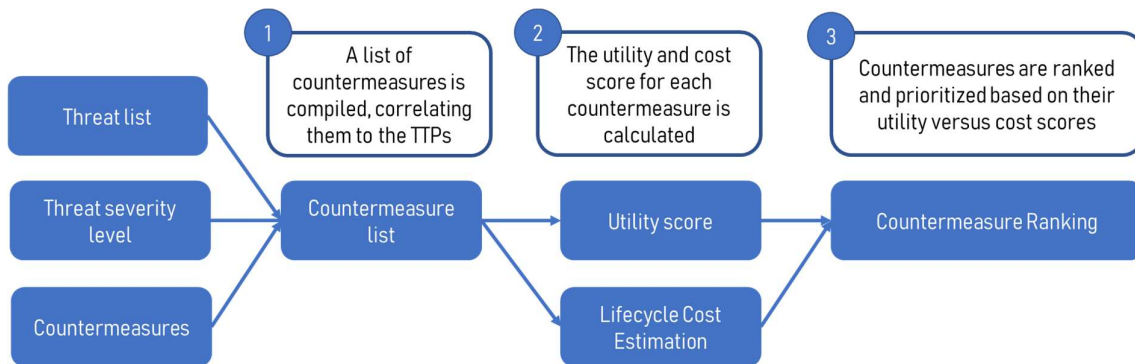 1
A list of
countermeasures is
compiled, correlating
them to the TTPs
2
The utility and cost
score for each
countermeasure is
calculated
3
Countermeasures are ranked
and prioritized based on their
utility versus cost scores
Threat list
Threat severity
level
Countermeasures
Countermeasure
list
Utility score
Lifecycle Cost
Estimation
Countermeasure Ranking